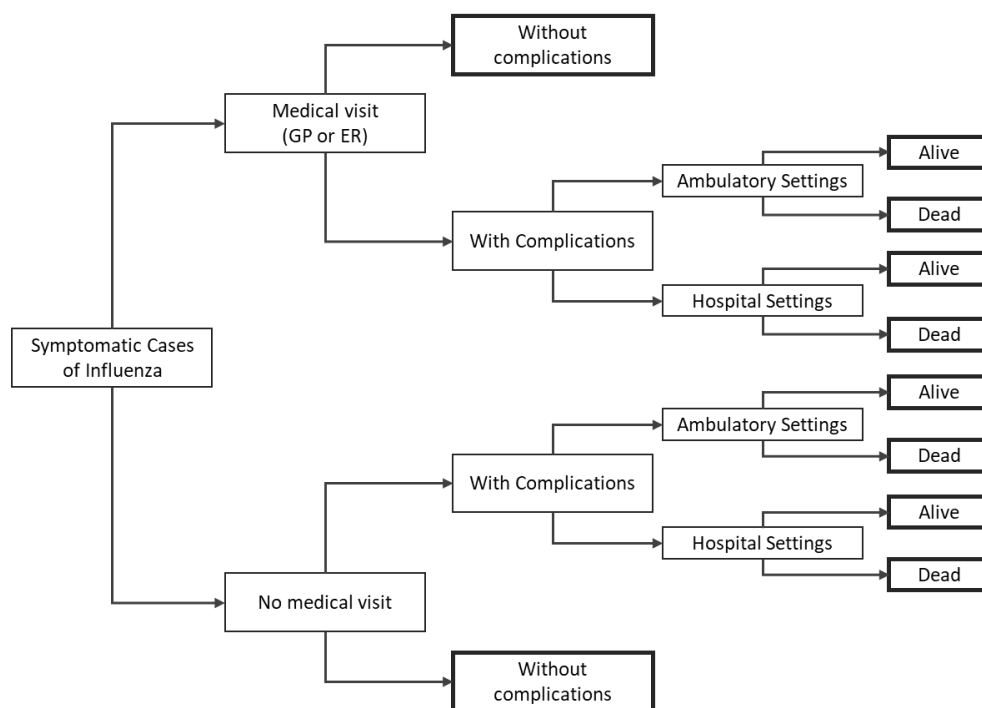 Without
complications
Medical visit
(GP or ER)
Alive
Ambulatory Settings
Dead
With Complications
Alive
Hospital Settings
Dead
Symptomatic Cases
of Influenza
Alive
Ambulatory Settings
Dead
With Complications
Alive
Hospital Settings
Dead
No medical visit
Without
complications